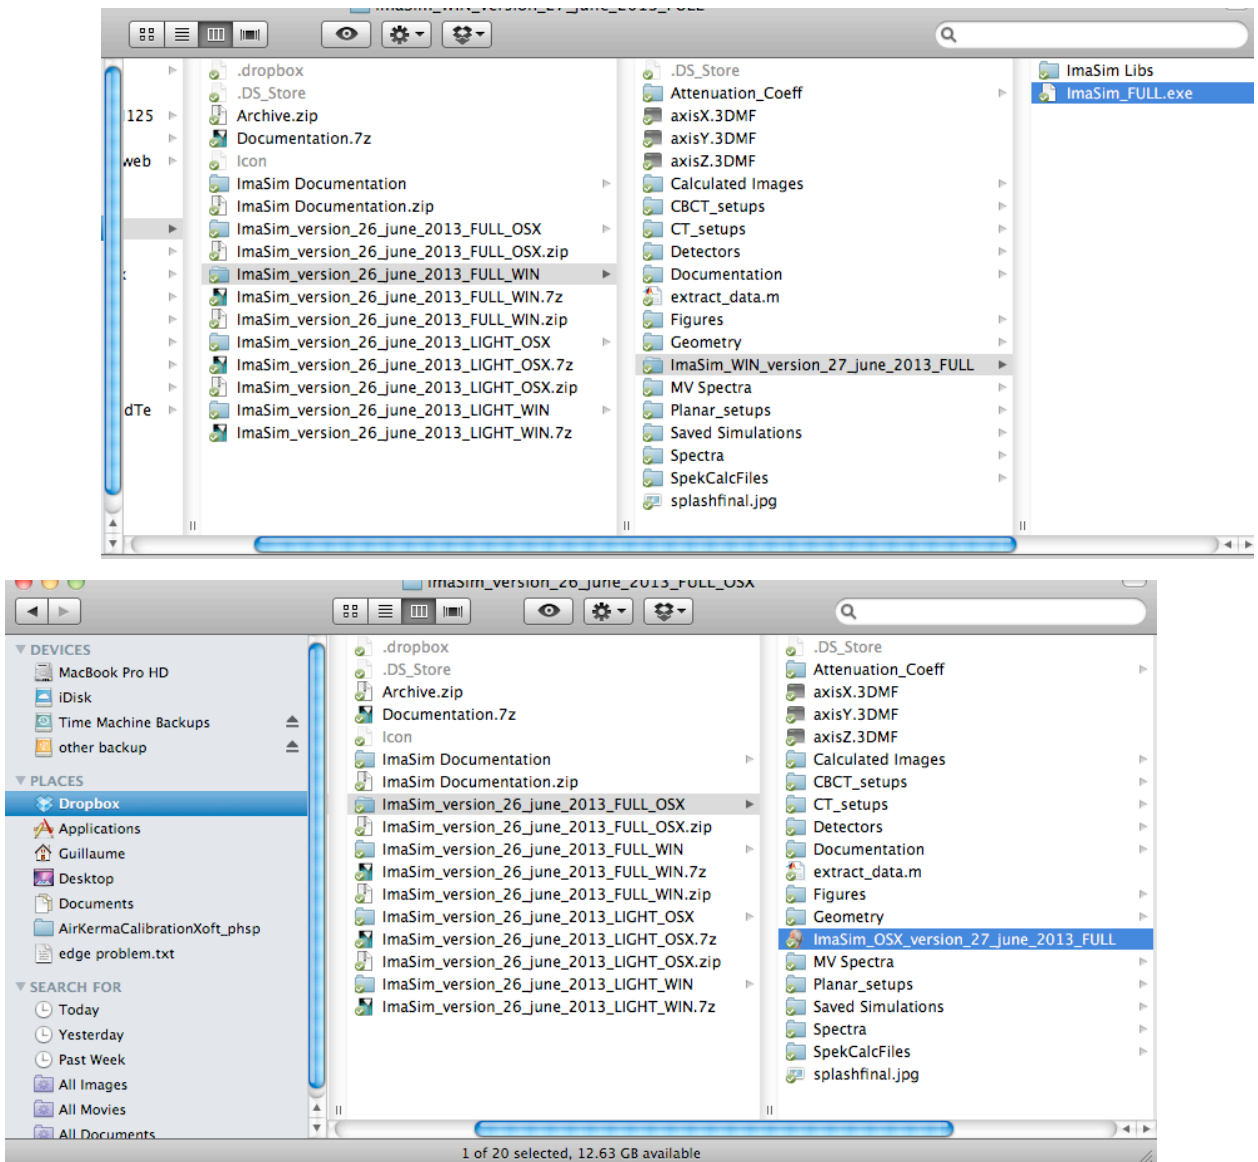 ImaSim_WIN_version_27_june_2013_FULL
125
web
dTe
.dropbox
.DS_Store
Archive.zip
Documentation.7z
Icon
ImaSim Documentation
ImaSim Documentation.zip
ImaSim_version_26_june_2013_FULL_OSX
ImaSim_version_26_june_2013_FULL_OSX.zip
ImaSim_version_26_june_2013_FULL_WIN
ImaSim_version_26_june_2013_FULL_WIN.7z
ImaSim_version_26_june_2013_FULL_WIN.zip
ImaSim_version_26_june_2013_LIGHT_OSX
ImaSim_version_26_june_2013_LIGHT_OSX.7z
ImaSim_version_26_june_2013_LIGHT_OSX.zip
ImaSim_version_26_june_2013_LIGHT_WIN
ImaSim_version_26_june_2013_LIGHT_WIN.7z
.DS_Store
Attenuation_Coeff
axisX.3DMF
axisY.3DMF
axisZ.3DMF
Calculated Images
CBCT_setups
CT_setups
Detectors
Documentation
extract_data.m
Figures
Geometry
ImaSim_WIN_version_27_june_2013_FULL
MV Spectra
Planar_setups
Saved Simulations
Spectra
SpekCalcFiles
splashfinal.jpg
ImaSim Libs
ImaSim_FULL.exe
ImaSim_version_26_june_2013_FULL_OSX
DEVICES
MacBook Pro HD
iDisk
Time Machine Backups
other backup
PLACES
Dropbox
Applications
Guillaume
Desktop
Documents
AirKermaCalibrationXoft_phsp
edge problem.txt
SEARCH FOR
Today
Yesterday
Past Week
All Images
All Movies
All Documents
.dropbox
.DS_Store
Archive.zip
Documentation.7z
Icon
ImaSim Documentation
ImaSim Documentation.zip
ImaSim_version_26_june_2013_FULL_OSX
ImaSim_version_26_june_2013_FULL_OSX.zip
ImaSim_version_26_june_2013_FULL_WIN
ImaSim_version_26_june_2013_FULL_WIN.7z
ImaSim_version_26_june_2013_FULL_WIN.zip
ImaSim_version_26_june_2013_LIGHT_OSX
ImaSim_version_26_june_2013_LIGHT_OSX.7z
ImaSim_version_26_june_2013_LIGHT_OSX.zip
ImaSim_version_26_june_2013_LIGHT_WIN
ImaSim_version_26_june_2013_LIGHT_WIN.7z
.DS_Store
Attenuation_Coeff
axisX.3DMF
axisY.3DMF
axisZ.3DMF
Calculated Images
CBCT_setups
CT_setups
Detectors
Documentation
extract_data.m
Figures
Geometry
ImaSim_OSX_version_27_june_2013_FULL
MV Spectra
Planar_setups
Saved Simulations
Spectra
SpekCalcFiles
splashfinal.jpg
1 of 20 selected, 12.63 GB available